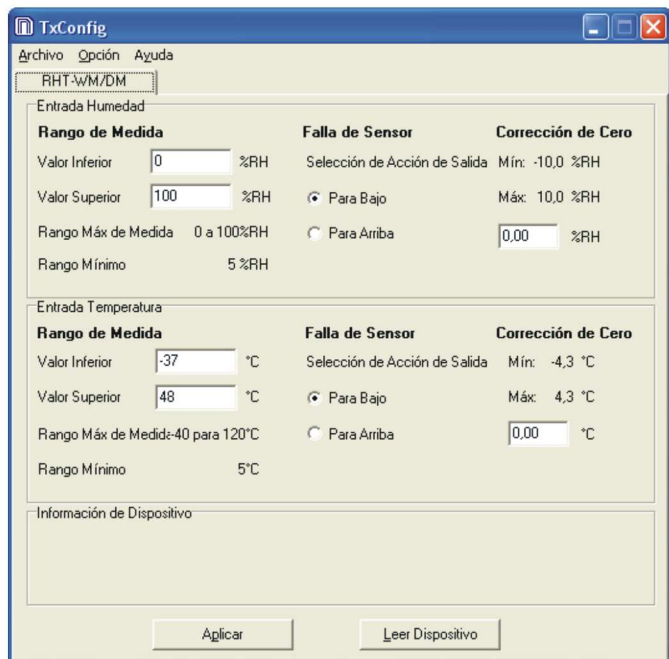 TxConfig
Archivo Opción Ayuda
RHT-WM/DM
Entrada Humedad
Rango de Medida Falla de Sensor Corrección de Cero
Valor Inferior 0 %RH Selección de Acción de Salida Mín: -10,0 %RH
Valor Superior 100 %RH Para Bajo Máx: 10,0 %RH
Rango Máx de Medida 0 a 100%RH Para Arriba 0,00 %RH
Rango Mínimo 5 %RH
Entrada Temperatura
Rango de Medida Falla de Sensor Corrección de Cero
Valor Inferior -37 °C Selección de Acción de Salida Mín: -4,3 °C
Valor Superior 48 °C Para Bajo Máx: 4,3 °C
Rango Máx de Medida -40 para 120°C Para Arriba 0,00 °C
Rango Mínimo 5°C
Información de Dispositivo
Aplicar Leer Dispositivo